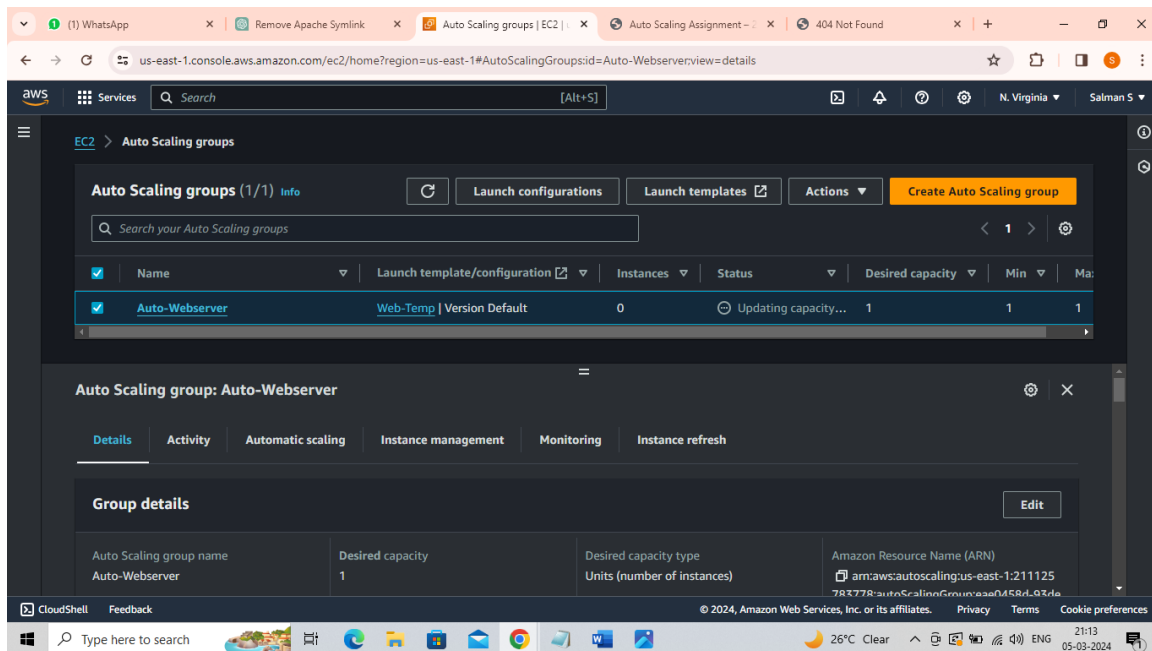 (1) WhatsApp
Remove Apache Symlink
Auto Scaling groups | EC2 |
Auto Scaling Assignment –
404 Not Found
us-east-1.console.aws.amazon.com/ec2/home?region=us-east-1#AutoScalingGroups:id=Auto-Webserver;view=details
S
aws
Services
Search
[Alt+S]
N. Virginia
Salman S
EC2
Auto Scaling groups
Auto Scaling groups (1/1) Info
Launch configurations
Launch templates
Actions
Create Auto Scaling group
Search your Auto Scaling groups
1
Name
Launch template/configuration
Instances
Status
Desired capacity
Min
Auto-Webserver
Web-Temp | Version Default
0
Updating capacity...
1
1
1
Auto Scaling group: Auto-Webserver
Details
Activity
Automatic scaling
Instance management
Monitoring
Instance refresh
Group details
Edit
Auto Scaling group name
Desired capacity
Desired capacity type
Amazon Resource Name (ARN)
Auto-Webserver
1
Units (number of instances)
arn:aws:autoscaling:us-east-1:211125
783778:autoScalingGroup:eae0458d-93de
CloudShell
Feedback
© 2024, Amazon Web Services, Inc. or its affiliates.
Privacy
Terms
Cookie preferences
Type here to search
26°C Clear
ENG
21:13
05-03-2024